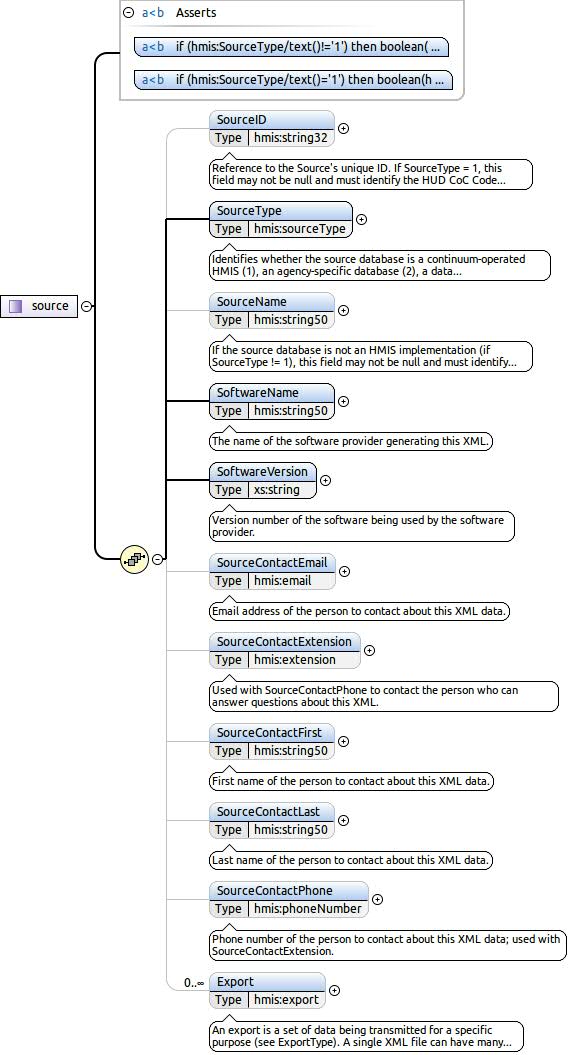 a<b Asserts
a<b if (hmis:SourceType/text()!='1') then boolean( ...
a<b if (hmis:SourceType/text()='1') then boolean(h ...
SourceID
Type hmis:string32
Reference to the Source's unique ID. If SourceType = 1, this
field may not be null and must identify the HUD CoC Code...
SourceType
Type hmis:sourceType
Identifies whether the source database is a continuum-operated
HMIS (1), an agency-specific database (2), a data...
source
SourceName
Type hmis:string50
If the source database is not an HMIS implementation (if
SourceType != 1), this field may not be null and must identify...
SoftwareName
Type hmis:string50
The name of the software provider generating this XML.
SoftwareVersion
Type xs:string
Version number of the software being used by the software
provider.
SourceContactEmail
Type hmis:email
Email address of the person to contact about this XML data.
SourceContactExtension
Type hmis:extension
Used with SourceContactPhone to contact the person who can
answer questions about this XML.
SourceContactFirst
Type hmis:string50
First name of the person to contact about this XML data.
SourceContactLast
Type hmis:string50
Last name of the person to contact about this XML data.
SourceContactPhone
Type hmis:phoneNumber
Phone number of the person to contact about this XML data; used with
SourceContactExtension.
0..∞ Export
Type hmis:export
An export is a set of data being transmitted for a specific
purpose (see ExportType). A single XML file can have many...